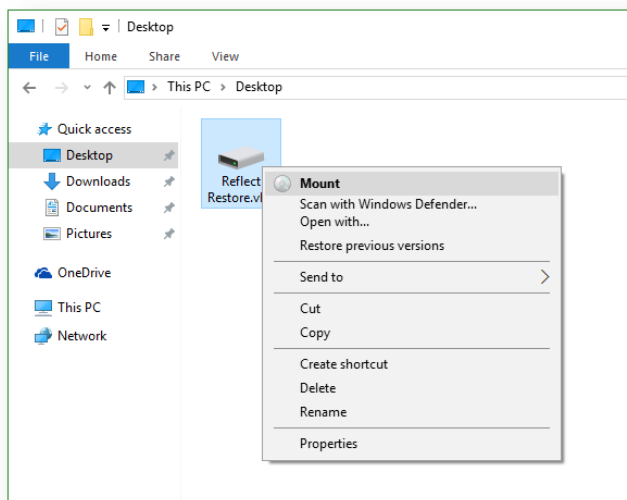 Desktop
File Home Share View
This PC > Desktop
Quick access
Desktop
Downloads
Documents
Pictures
OneDrive
This PC
Network
Reflect
Mount
Scan with Windows Defender...
Open with...
Restore previous versions
Send to
Cut
Copy
Create shortcut
Delete
Rename
Properties